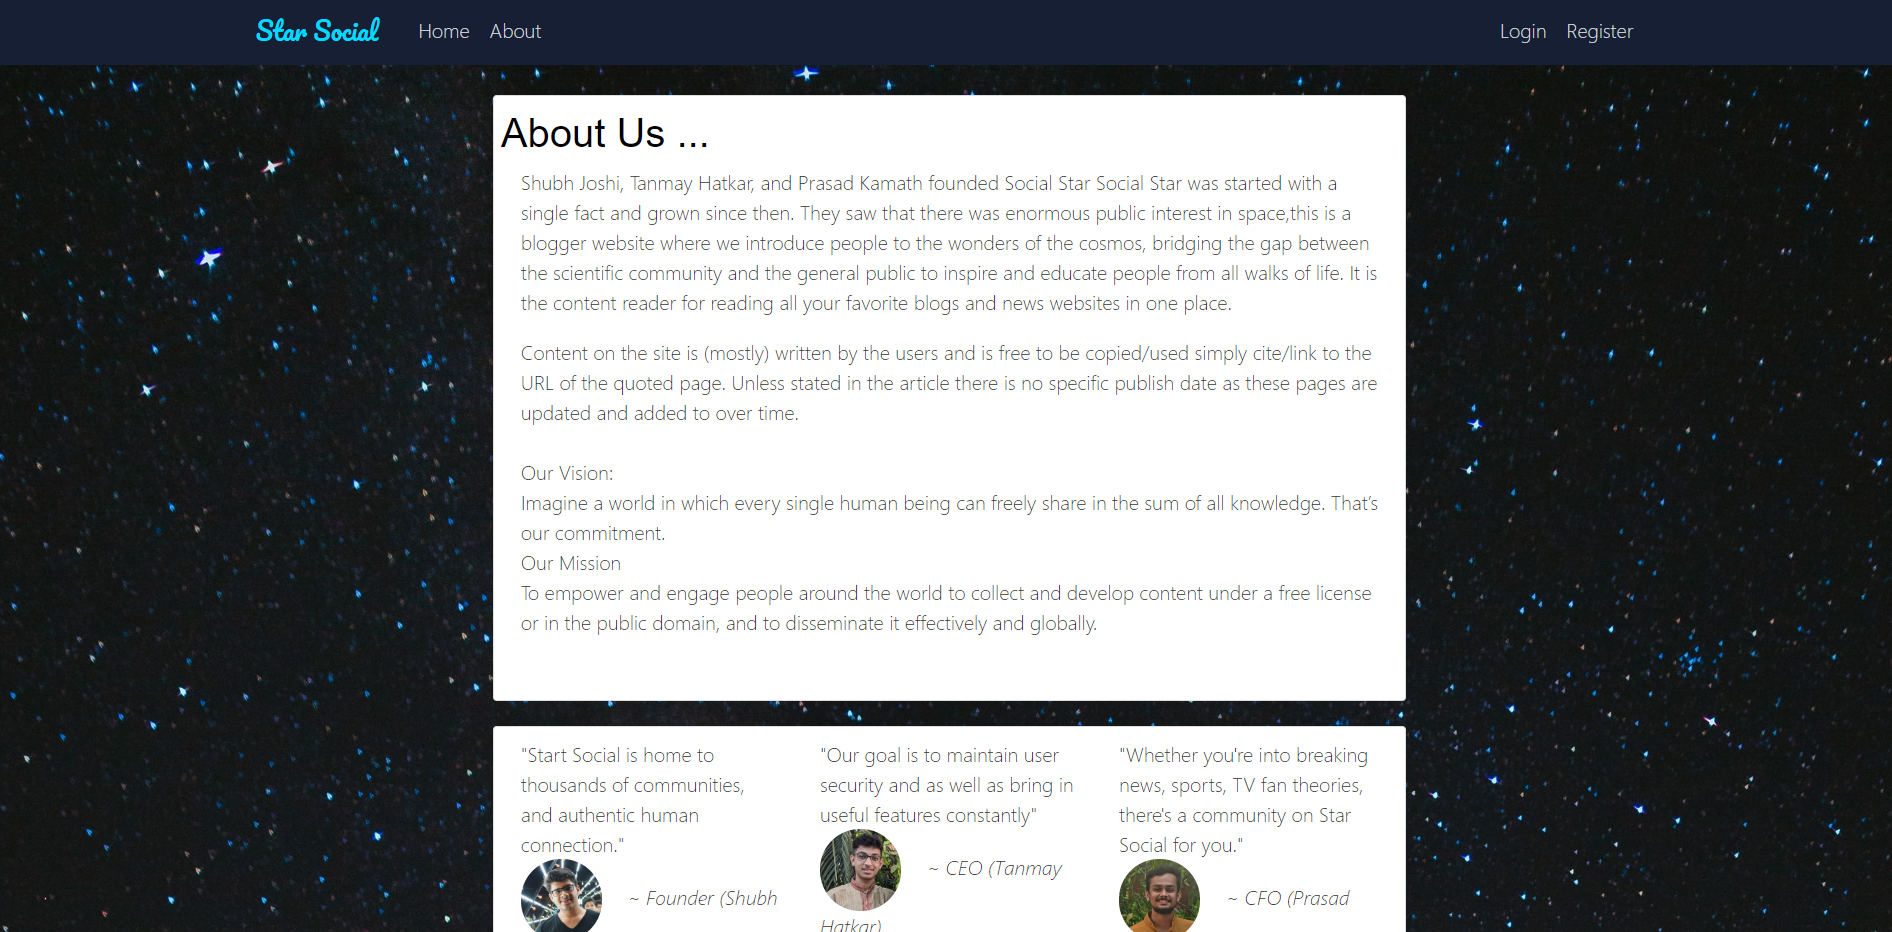 Star Social Home About Login Register
About Us ...
Shubh Joshi, Tanmay Hatkar, and Prasad Kamath founded Social Star Social Star was started with a
single fact and grown since then. They saw that there was enormous public interest in space,this is a
blogger website where we introduce people to the wonders of the cosmos, bridging the gap between
the scientific community and the general public to inspire and educate people from all walks of life. It is
the content reader for reading all your favorite blogs and news websites in one place.
Content on the site is (mostly) written by the users and is free to be copied/used simply cite/link to the
URL of the quoted page. Unless stated in the article there is no specific publish date as these pages are
updated and added to over time.
Our Vision:
Imagine a world in which every single human being can freely share in the sum of all knowledge. That’s
our commitment.
Our Mission
To empower and engage people around the world to collect and develop content under a free license
or in the public domain, and to disseminate it effectively and globally.
"Start Social is home to
thousands of communities,
and authentic human
connection."
~ Founder (Shubh
"Our goal is to maintain user
security and as well as bring in
useful features constantly"
~ CEO (Tanmay
Hatkar)
"Whether you're into breaking
news, sports, TV fan theories,
there's a community on Star
Social for you."
~ CFO (Prasad